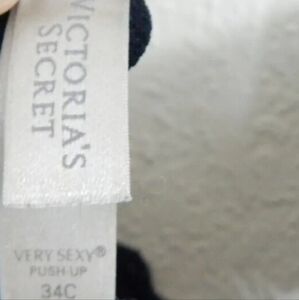 VICTORIA'S
SECRET
VERY SEXY®
PUSH-UP
34C